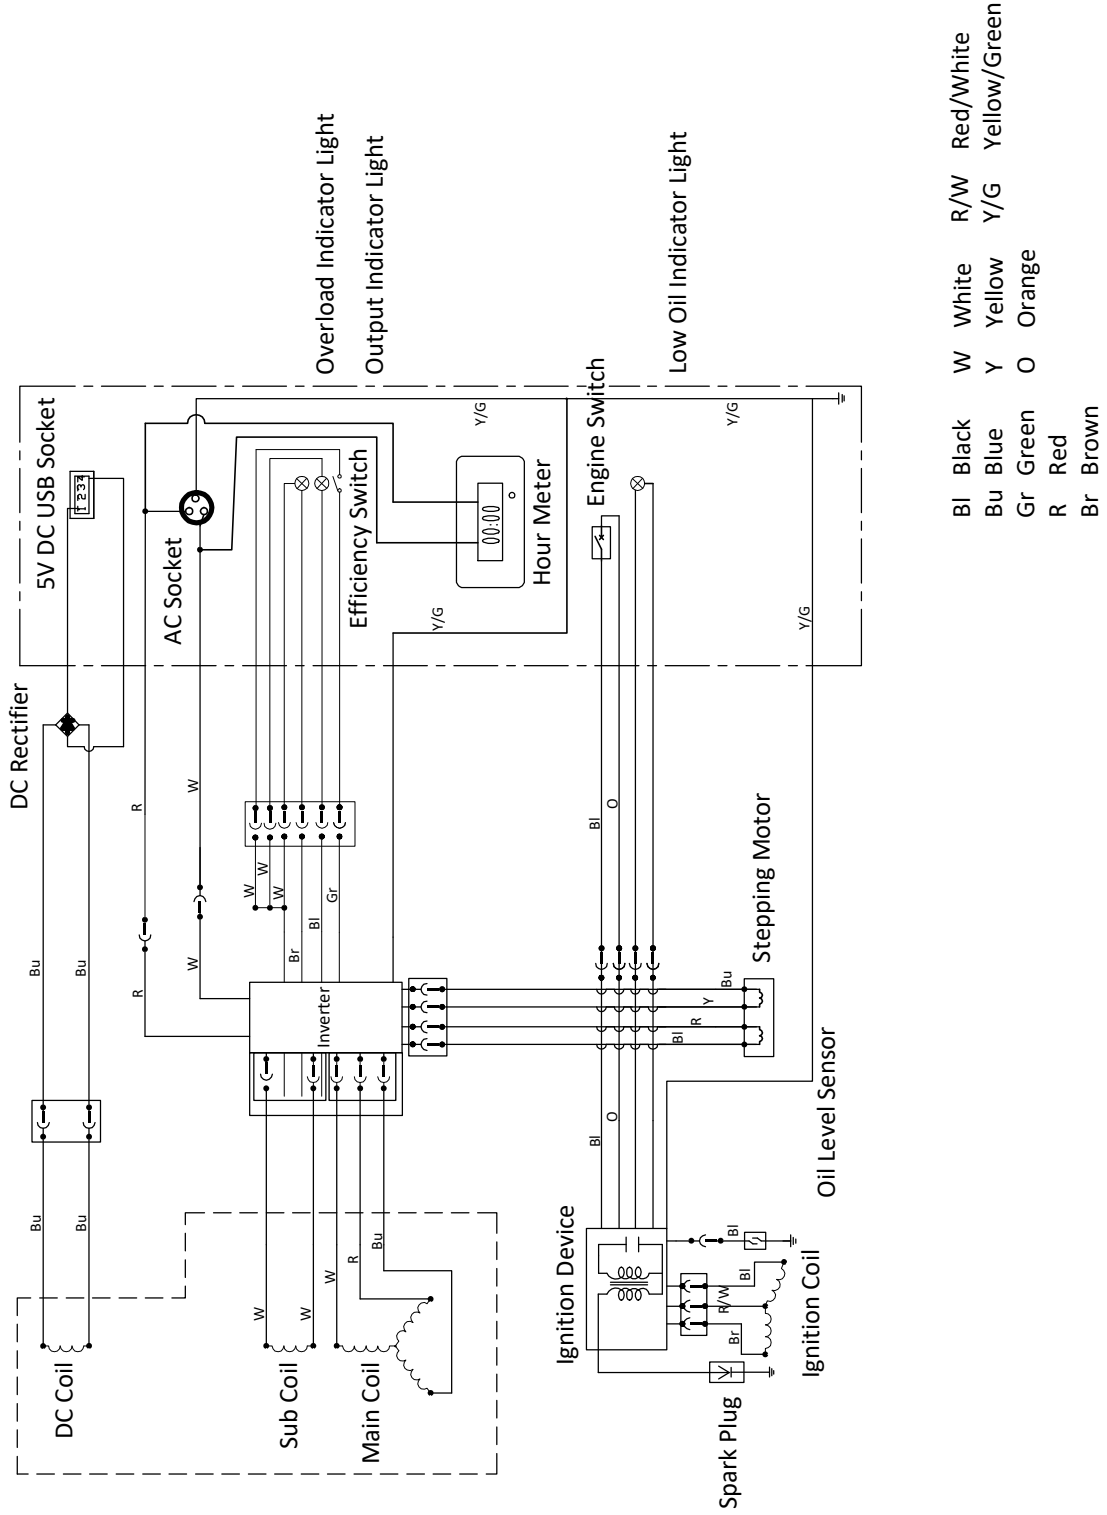 DC Rectifier
5V DC USB Socket
Bu
Bu
1 2 3 4
DC Coil
Bu
Bu
R
R
AC Socket
W
W
W
W
W
Sub Coil
W
W
Br
Bl
Gr
Inverter
Overload Indicator Light
Output Indicator Light
Efficiency Switch
Main Coil
W
R
Bu
Y/G
Y/G
00:00
Hour Meter
Ignition Device
Bl
Bl
Engine Switch
O
O
Low Oil Indicator Light
Bl
R
Y
Bu
Spark Plug
Br
R/W
Bl
Bl
Y/G
Stepping Motor
Y/G
Ignition Coil
Oil Level Sensor
Bl Black W White R/W Red/White
Bu Blue Y Yellow Y/G Yellow/Green
Gr Green O Orange
R Red
Br Brown